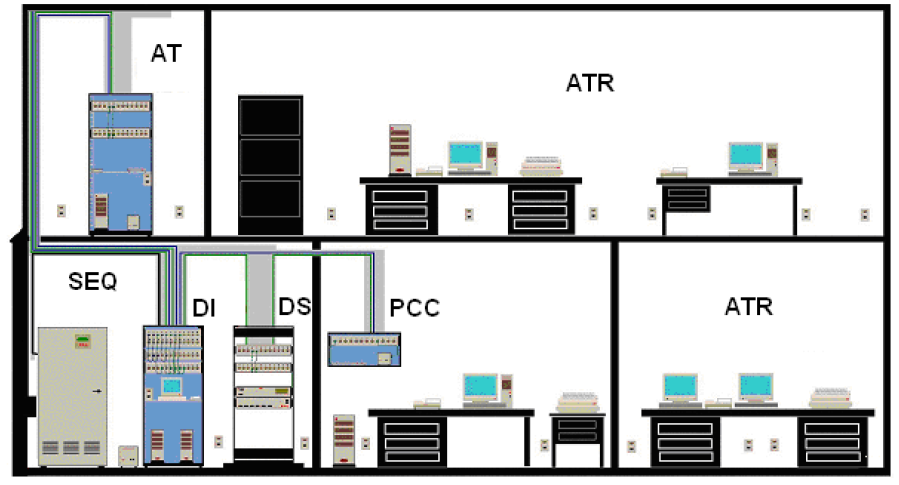 AT
ATR
SEQ
DI
DS
PCC
ATR